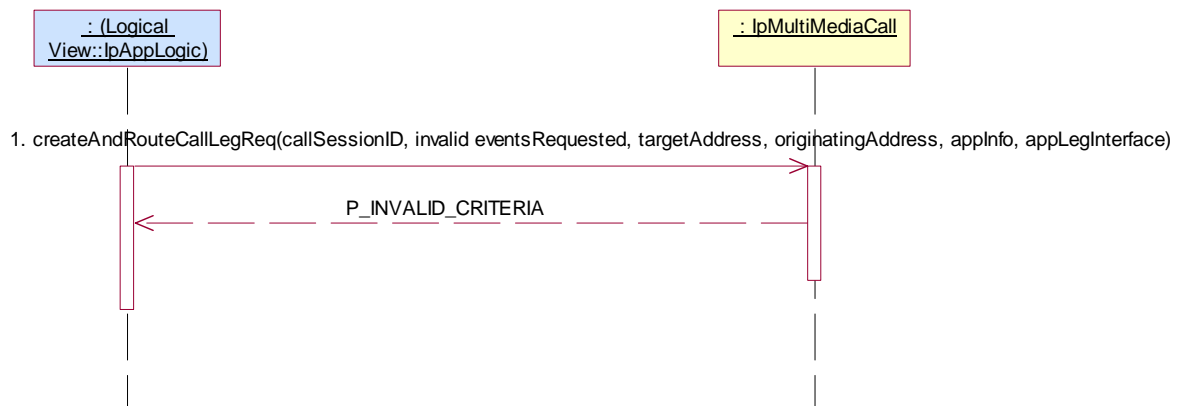 : (Logical
View::IpAppLogic)
: IpMultiMediaCall
1. createAndRouteCallLegReq(callSessionID, invalid eventsRequested, targetAddress, originatingAddress, appInfo, appLegInterface)
P_INVALID_CRITERIA